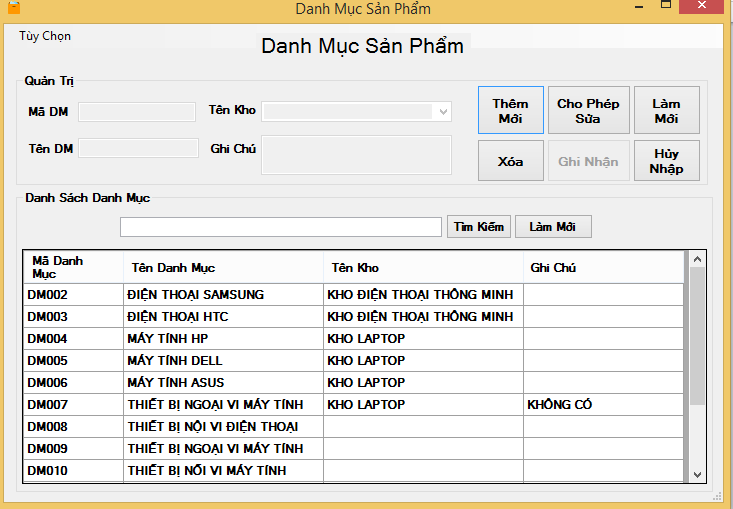 Danh Mục Sản Phẩm
Tùy Chọn
Danh Mục Sản Phẩm
Quản Trị
Mã DM
Tên Kho
Tên DM
Ghi Chú
Thêm Mới
Cho Phép Sửa
Làm Mới
Xóa
Ghi Nhận
Hủy Nhập
Danh Sách Danh Mục
Tìm Kiếm
Làm Mới
Mã Danh Mục
Tên Danh Mục
Tên Kho
Ghi Chú
DM002 ĐIỆN THOẠI SAMSUNG KHO ĐIỆN THOẠI THÔNG MINH
DM003 ĐIỆN THOẠI HTC KHO ĐIỆN THOẠI THÔNG MINH
DM004 MÁY TÍNH HP KHO LAPTOP
DM005 MÁY TÍNH DELL KHO LAPTOP
DM006 MÁY TÍNH ASUS KHO LAPTOP
DM007 THIẾT BỊ NGOẠI VI MÁY TÍNH KHO LAPTOP KHÔNG CÓ
DM008 THIẾT BỊ NỘI VI ĐIỆN THOẠI
DM009 THIẾT BỊ NGOẠI VI MÁY TÍNH
DM010 THIẾT BỊ NỐI VI MÁY TÍNH